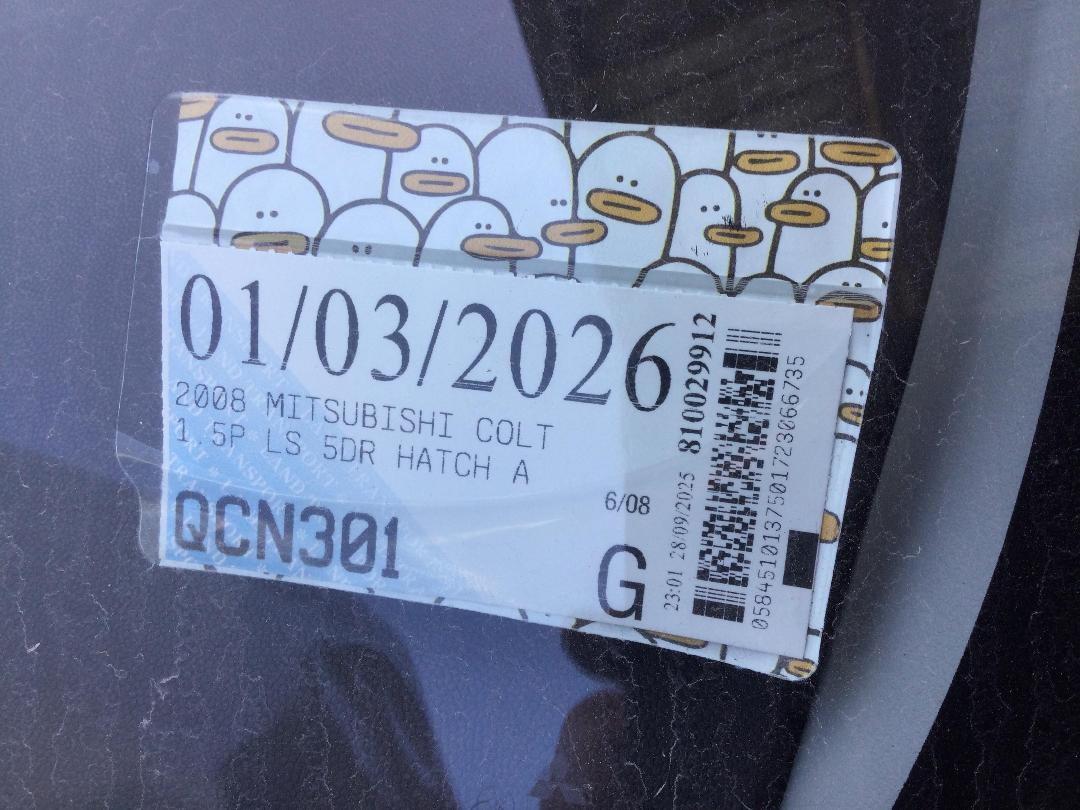 01/03/2026
2008 MITSUBISHI COLT
1.5P LS 5DR HATCH A
6/08
QCN301
G
23:01 28/09/2025 810029912
0584510137501723066735